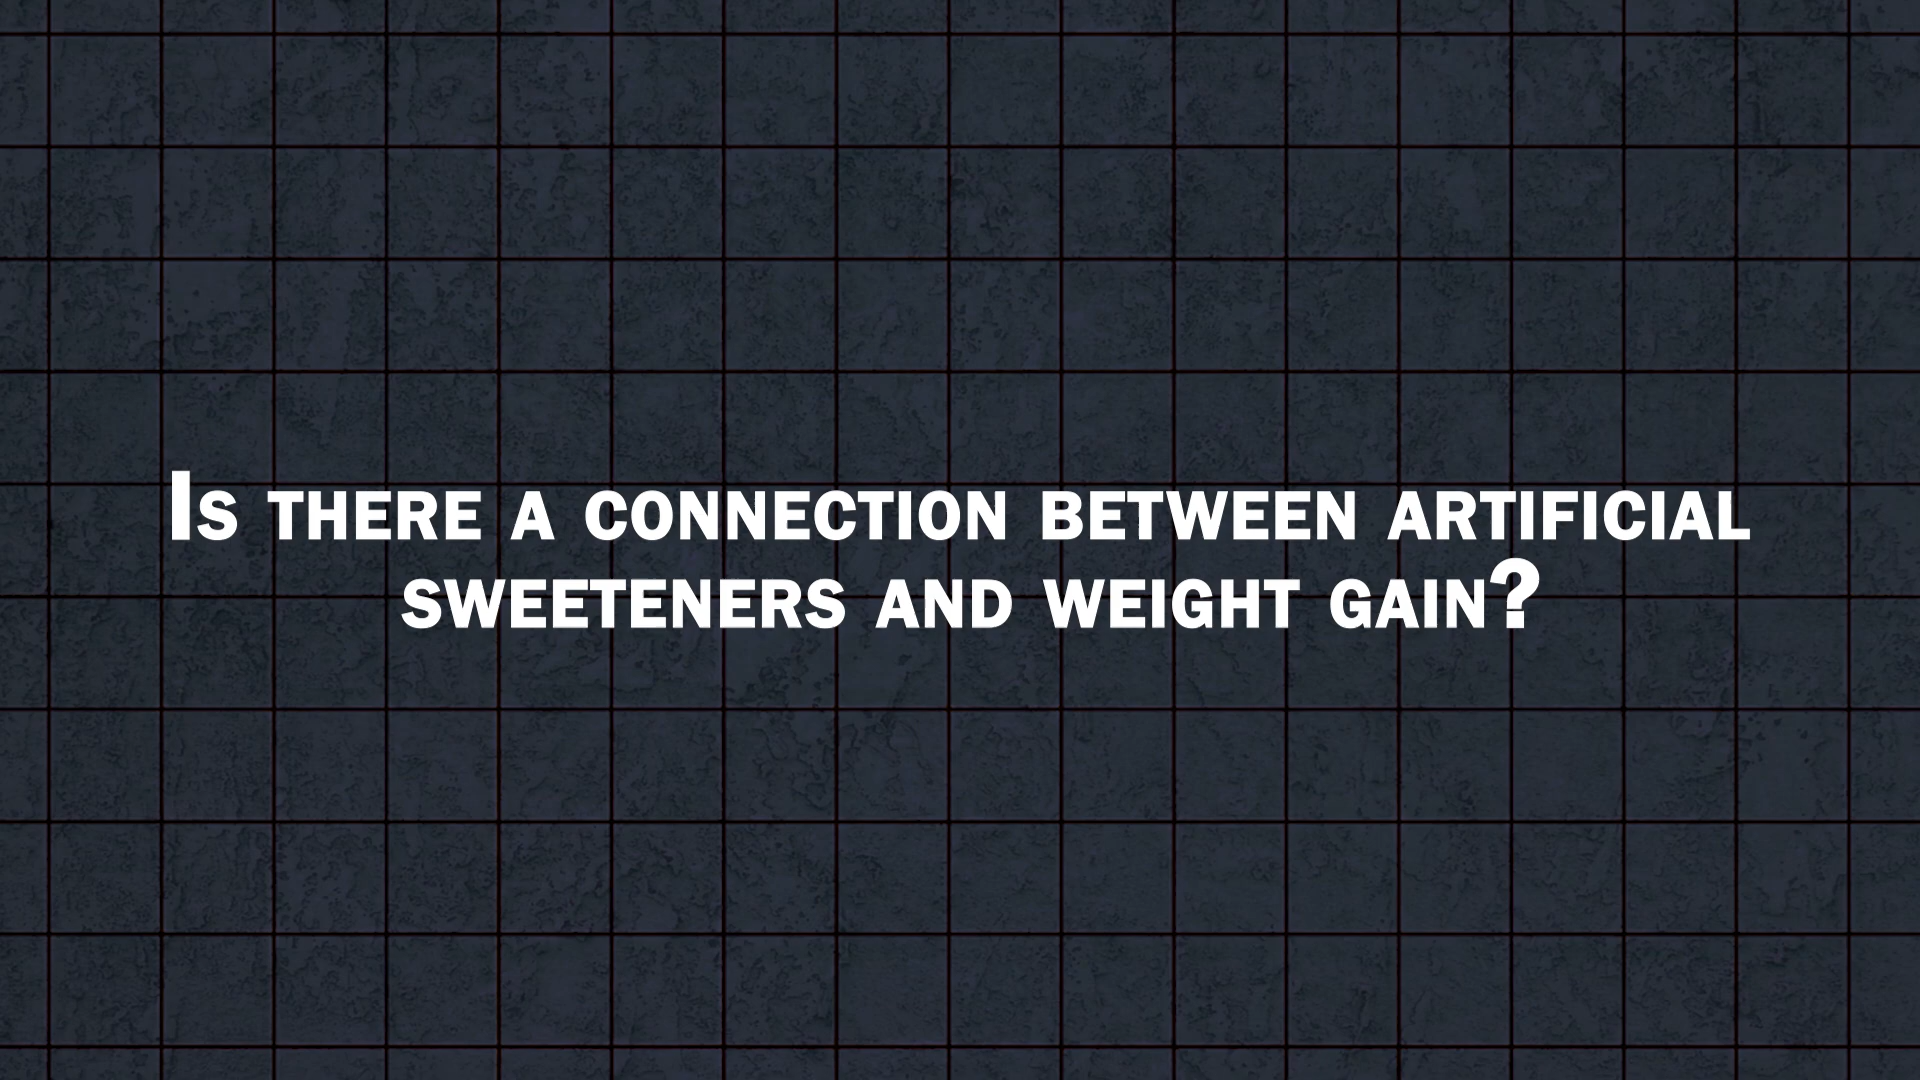 Is there a connection between artificial
sweeteners and weight gain?